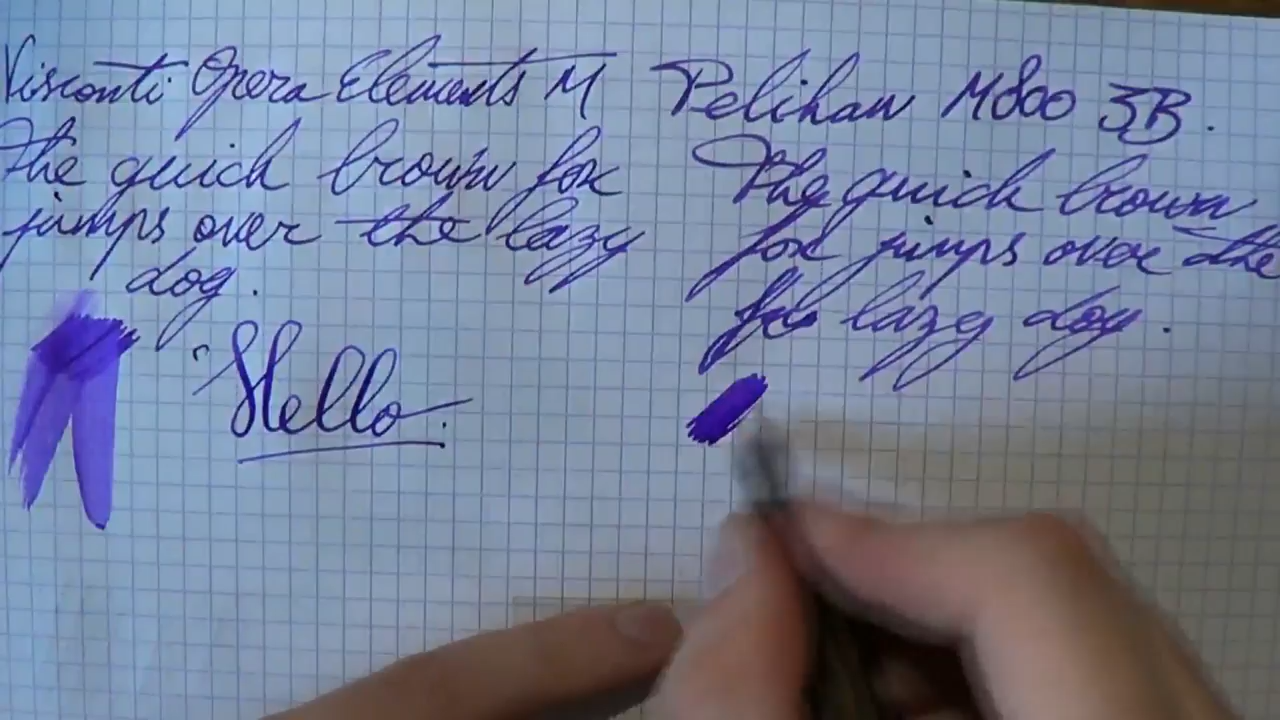 Visconti Opera Elements M
The quick brown fox
jumps over the lazy
dog.
"Hello.
Pelikan M800 3B.
The quick brown
fox jumps over the
lazy dog.